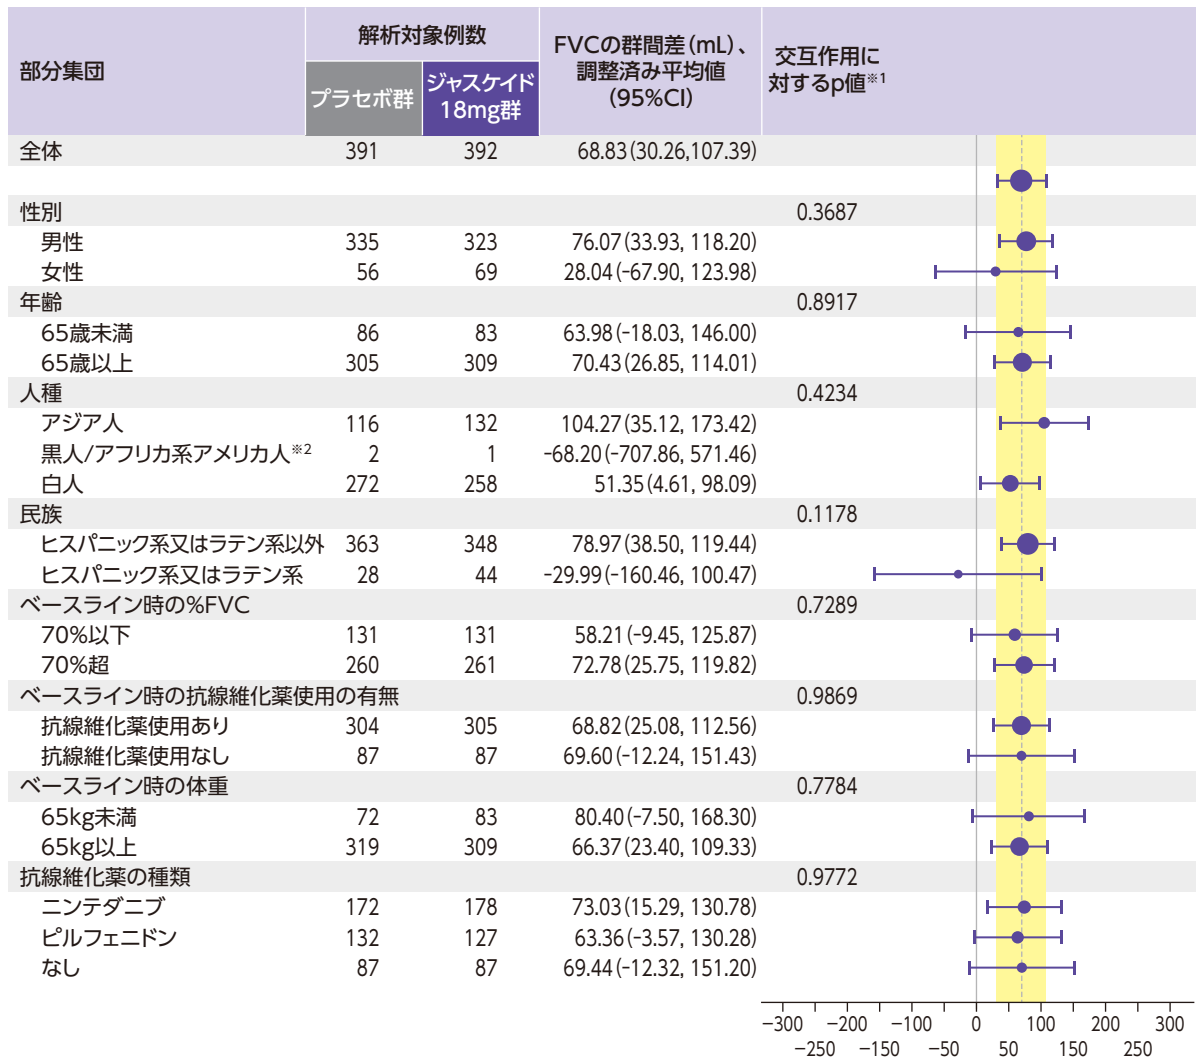 部分集団 解析対象例数 FVCの群間差(mL)、調整済み平均値(95%CI) 交互作用に対するp値※1
プラセボ群 ジャスケイド18mg群
全体 391 392 68.83(30.26,107.39)
性別 0.3687
男性 335 323 76.07(33.93, 118.20)
女性 56 69 28.04(-67.90, 123.98)
年齢 0.8917
65歳未満 86 83 63.98(-18.03, 146.00)
65歳以上 305 309 70.43(26.85, 114.01)
人種 0.4234
アジア人 116 132 104.27(35.12, 173.42)
黒人/アフリカ系アメリカ人※2 2 1 -68.20(-707.86, 571.46)
白人 272 258 51.35(4.61, 98.09)
民族 0.1178
ヒスパニック系又はラテン系以外 363 348 78.97(38.50, 119.44)
ヒスパニック系又はラテン系 28 44 -29.99(-160.46, 100.47)
ベースライン時の%FVC 0.7289
70%以下 131 131 58.21(-9.45, 125.87)
70%超 260 261 72.78(25.75, 119.82)
ベースライン時の抗線維化薬使用の有無 0.9869
抗線維化薬使用あり 304 305 68.82(25.08, 112.56)
抗線維化薬使用なし 87 87 69.60(-12.24, 151.43)
ベースライン時の体重 0.7784
65kg未満 72 83 80.40(-7.50, 168.30)
65kg以上 319 309 66.37(23.40, 109.33)
抗線維化薬の種類 0.9772
ニンテダニブ 172 178 73.03(15.29, 130.78)
ピルフェニドン 132 127 63.36(-3.57, 130.28)
なし 87 87 69.44(-12.32, 151.20)
−300 −200 −100 0 100 200 300
−250 −150 −50 50 150 250